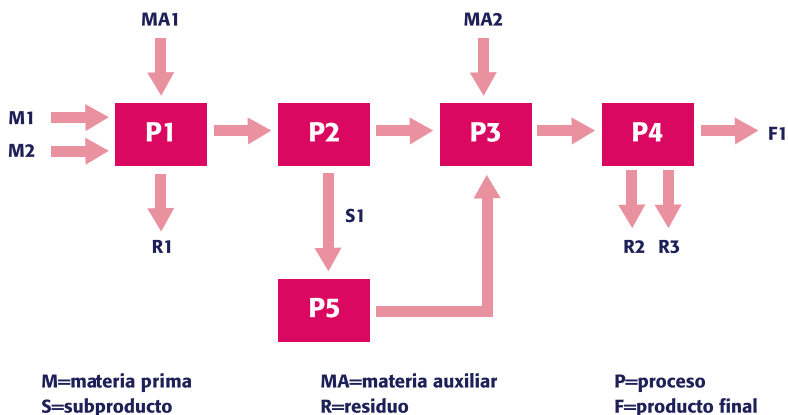 MA1 MA2
M1 P1 P2 P3 P4 F1
M2
S1
R1 R2 R3
P5
M=materia prima MA=materia auxiliar P=proceso
S=subproducto R=residuo F=producto final